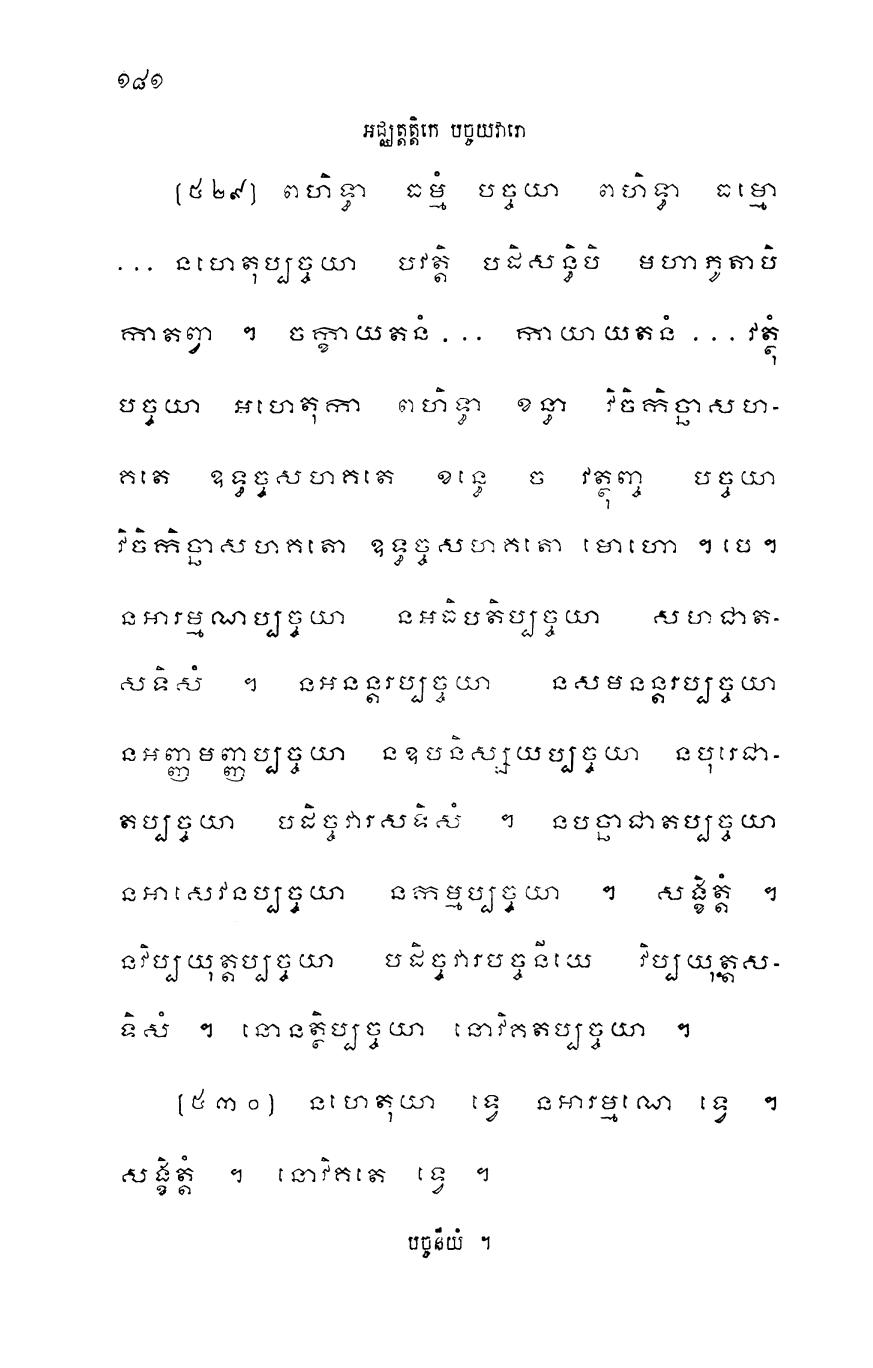 ១៨១
អជ្ឈត្តត្តិកេ បច្ចយវារោ
[៥២៩] ពហិទ្ធា ធម្មំ បច្ចយា ពហិទ្ធា ធម្មោ
... នហេតុប្បច្ចយា បវត្តិ បដិសន្ធិបិ មហាភូតាបិ
កាតព្វា ។ ចក្ខាយតនំ... កាយាយតនំ...វត្ថុំ
បច្ចយា អហេតុកា ពហិទ្ធា ខន្ធា វិចិកិច្ឆាសហ-
គតេ ឧទ្ធច្ចសហគតេ ខន្ធេ ច វត្ថុញ្ច បច្ចយា
វិចិកិច្ឆាសហគតោ ឧទ្ធច្ចសហគតោ មោហោ ។បេ។
នអារម្មណប្បច្ចយា នអធិបតិប្បច្ចយា សហជាត-
សទិសំ ។ នអនន្តរប្បច្ចយា នសមនន្តរប្បច្ចយា
នអញ្ញមញ្ញប្បច្ចយា នឧបនិស្សយប្បច្ចយា នបុរេជា-
តប្បច្ចយា បដិច្ចវារសទិសំ ។ នបច្ឆាជាតប្បច្ចយា
នអាសេវនប្បច្ចយា នកម្មប្បច្ចយា ។ សង្ខិត្តំ ។
នវិប្បយុត្តប្បច្ចយា បដិច្ចវារបច្ចនីយេ វិប្បយុត្តស-
ទិសំ ។ នោនត្ថិប្បច្ចយា នោវិគតប្បច្ចយា ។
[៥៣០] នហេតុយា ទ្វេ នអារម្មណេ ទ្វេ ។
សង្ខិត្តំ ។ នោវិគតេ ទ្វេ ។
បច្ចនីយំ ។